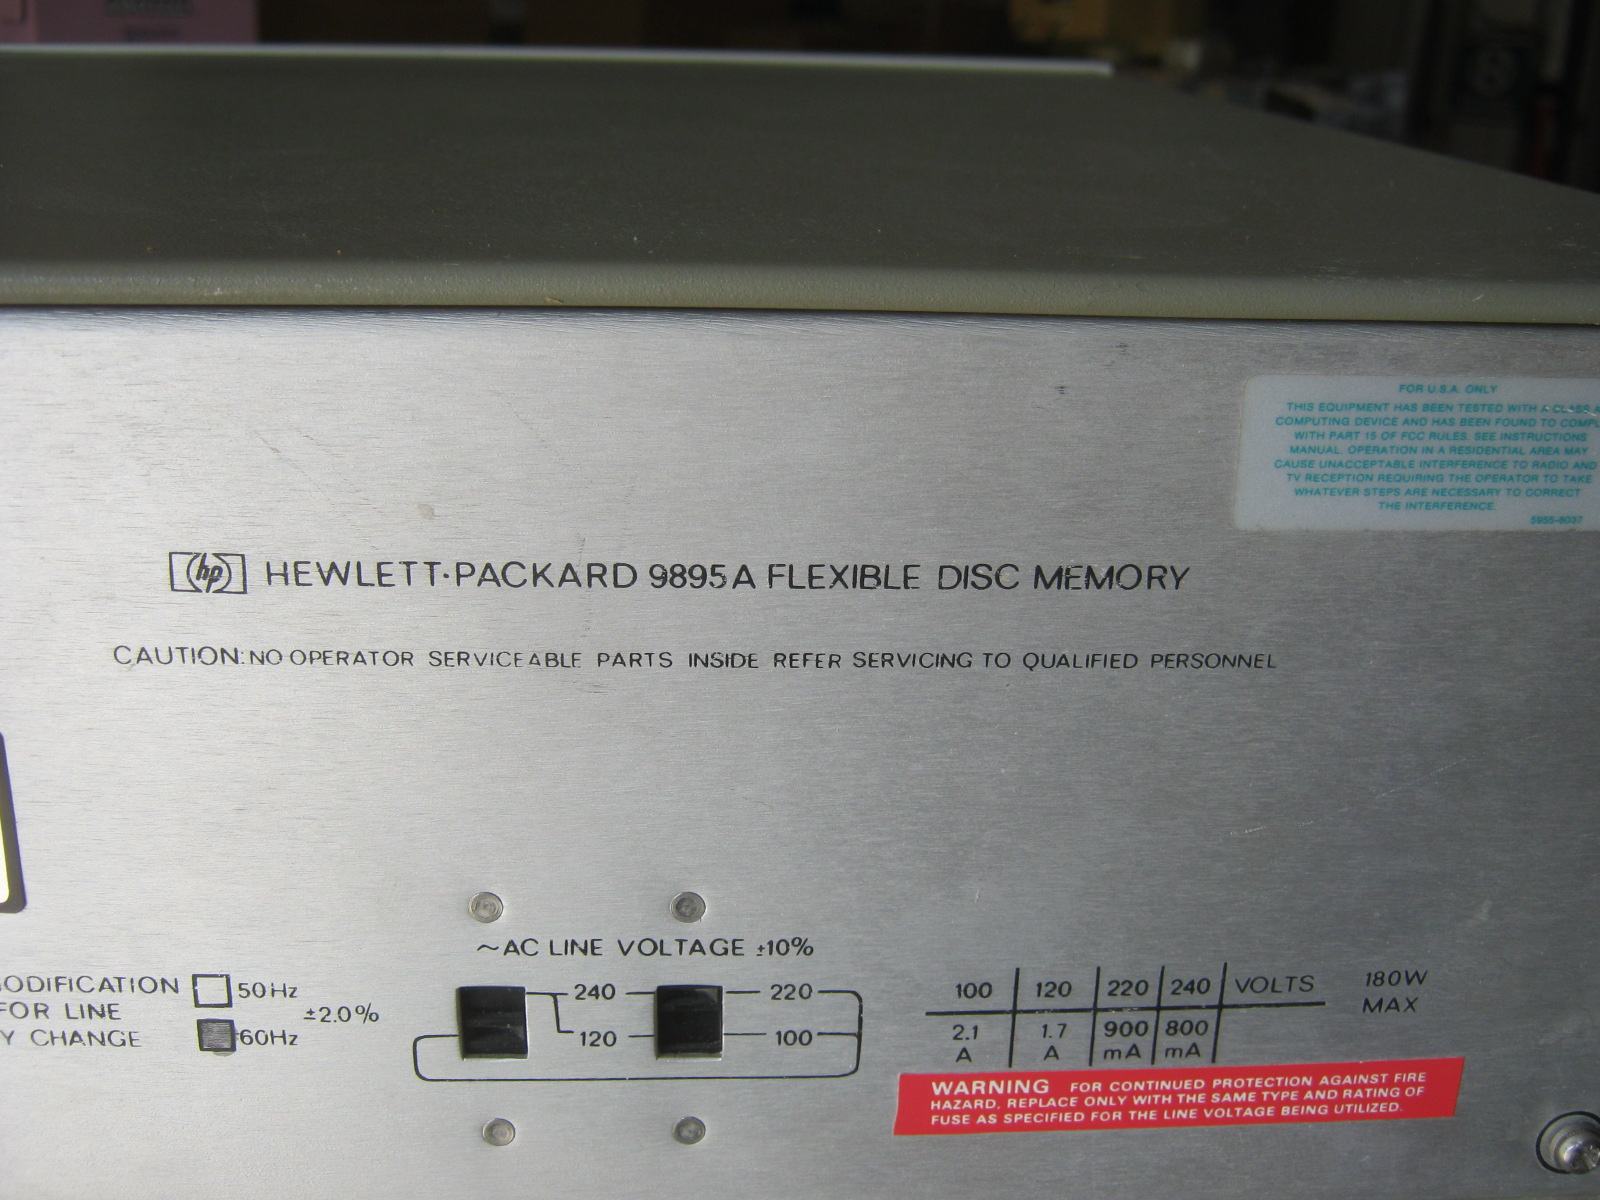 FOR U.S.A. ONLY
THIS EQUIPMENT HAS BEEN TESTED WITH A CLASS A
COMPUTING DEVICE AND HAS BEEN FOUND TO COMPL
WITH PART 15 OF FCC RULES. SEE INSTRUCTIONS
MANUAL. OPERATION IN A RESIDENTIAL AREA MAY
CAUSE UNACCEPTABLE INTERFERENCE TO RADIO AND
TV RECEPTION REQUIRING THE OPERATOR TO TAKE
WHATEVER STEPS ARE NECESSARY TO CORRECT
THE INTERFERENCE.
5955-8037
hp HEWLETT·PACKARD 9895A FLEXIBLE DISC MEMORY
CAUTION: NO OPERATOR SERVICEABLE PARTS INSIDE REFER SERVICING TO QUALIFIED PERSONNEL
ODIFICATION 50Hz
FOR LINE ±2.0%
Y CHANGE 60Hz
~AC LINE VOLTAGE ±10%
240 220
120 100
100 120 220 240 VOLTS 180W
MAX
2.1 1.7 900 800
A A mA mA
WARNING FOR CONTINUED PROTECTION AGAINST FIRE
HAZARD, REPLACE ONLY WITH THE SAME TYPE AND RATING OF
FUSE AS SPECIFIED FOR THE LINE VOLTAGE BEING UTILIZED.